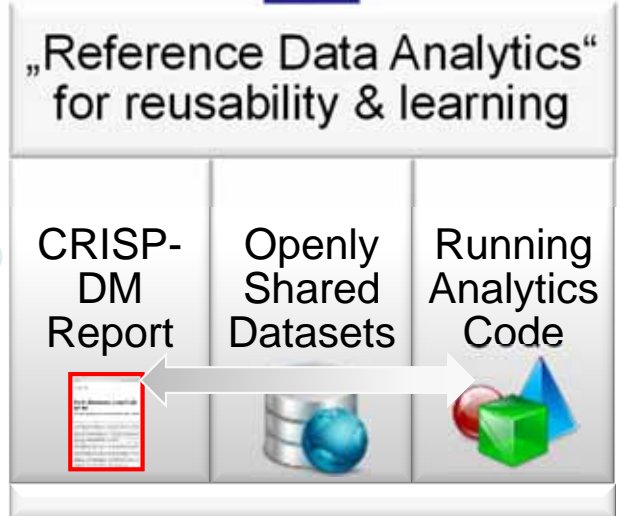 „Reference Data Analytics“
for reusability & learning
CRISP-
DM
Report
Openly
Shared
Datasets
Running
Analytics
Code